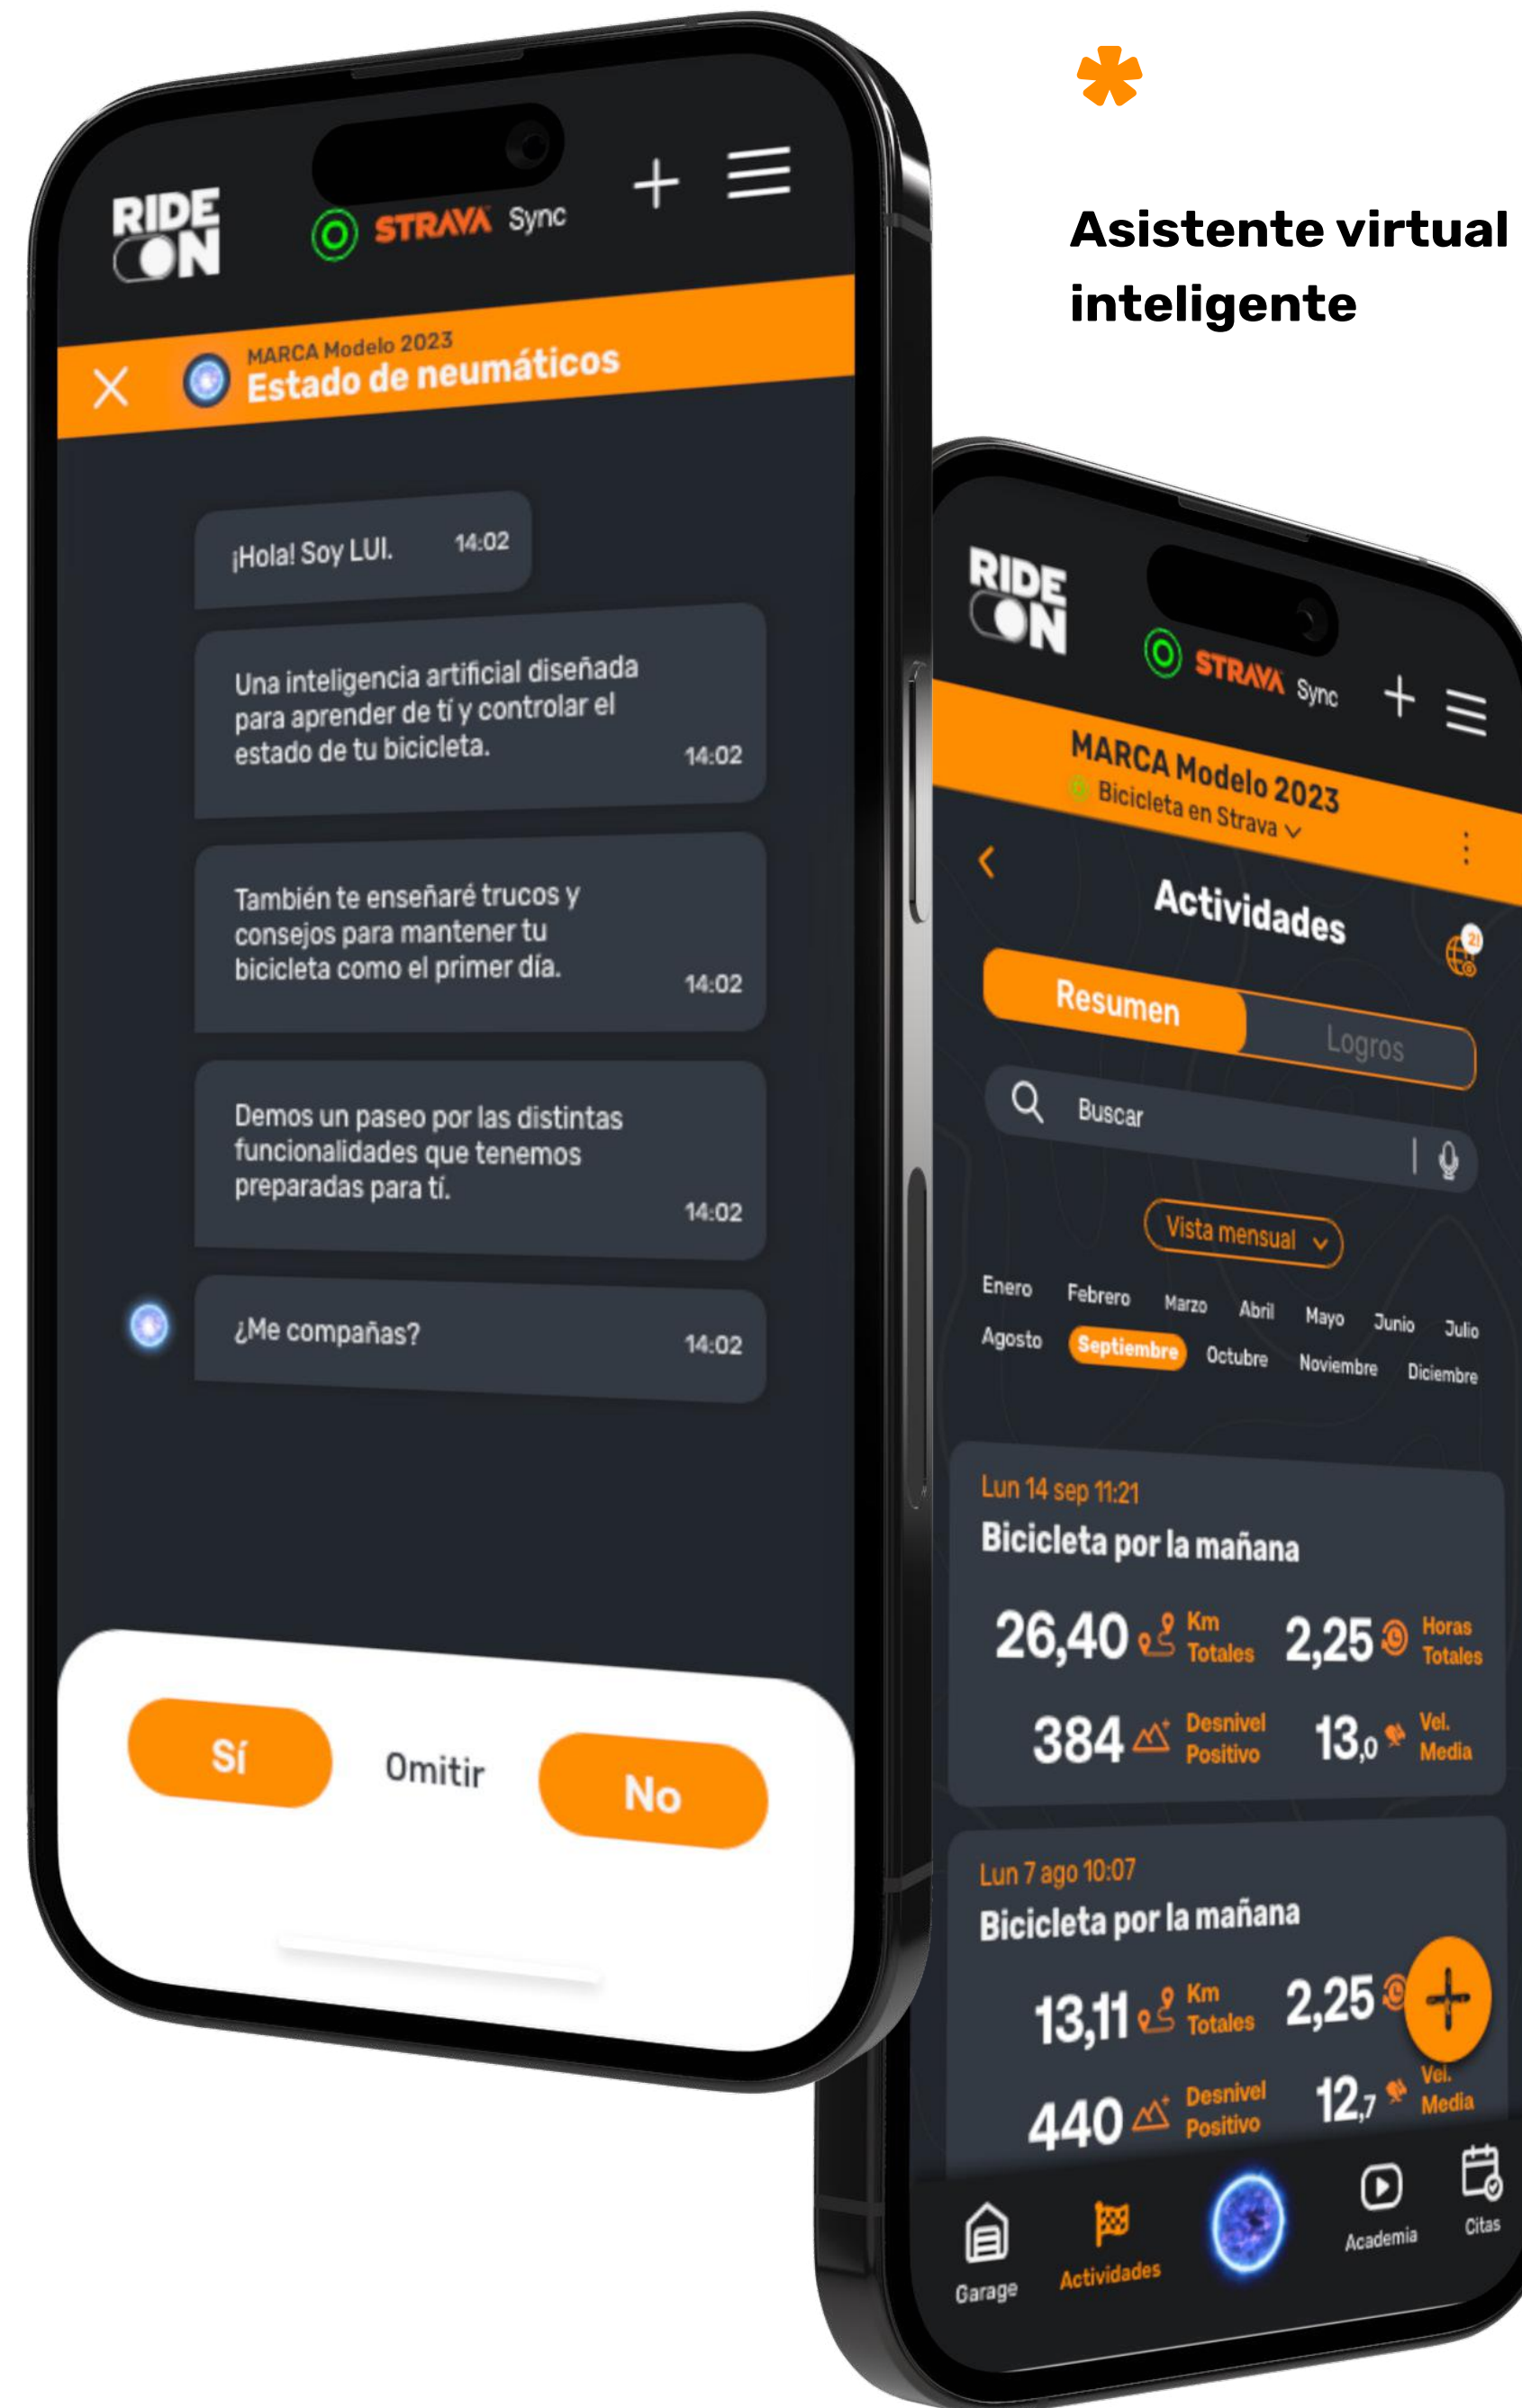 Asistente virtual
inteligente
RIDE
ON
STRAVA Sync
MARCA Modelo 2023
Estado de neumáticos
¡Hola! Soy LUI. 14:02
Una inteligencia artificial diseñada
para aprender de tí y controlar el
estado de tu bicicleta. 14:02
También te enseñaré trucos y
consejos para mantener tu
bicicleta como el primer día. 14:02
Demos un paseo por las distintas
funcionalidades que tenemos
preparadas para tí. 14:02
¿Me compañas? 14:02
Sí Omitir No
RIDE
ON
STRAVA Sync
MARCA Modelo 2023
Bicicleta en Strava
Actividades
21
Resumen Logros
Buscar
Vista mensual
Enero Febrero Marzo Abril Mayo Junio Julio
Agosto Septiembre Octubre Noviembre Diciembre
Lun 14 sep 11:21
Bicicleta por la mañana
26,40 Km Totales 2,25 Horas Totales
384 Desnivel Positivo 13,0 Vel. Media
Lun 7 ago 10:07
Bicicleta por la mañana
13,11 Km Totales 2,25
440 Desnivel Positivo 12,7 Vel. Media
Garage Actividades Academia Citas